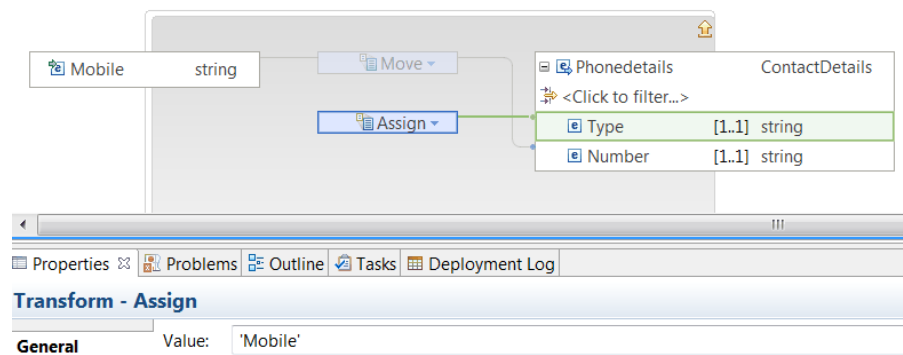 Mobile string
Move
Phonedetails ContactDetails
<Click to filter...>
Assign
Type [1..1] string
Number [1..1] string
Properties Problems Outline Tasks Deployment Log
Transform - Assign
General Value: 'Mobile'